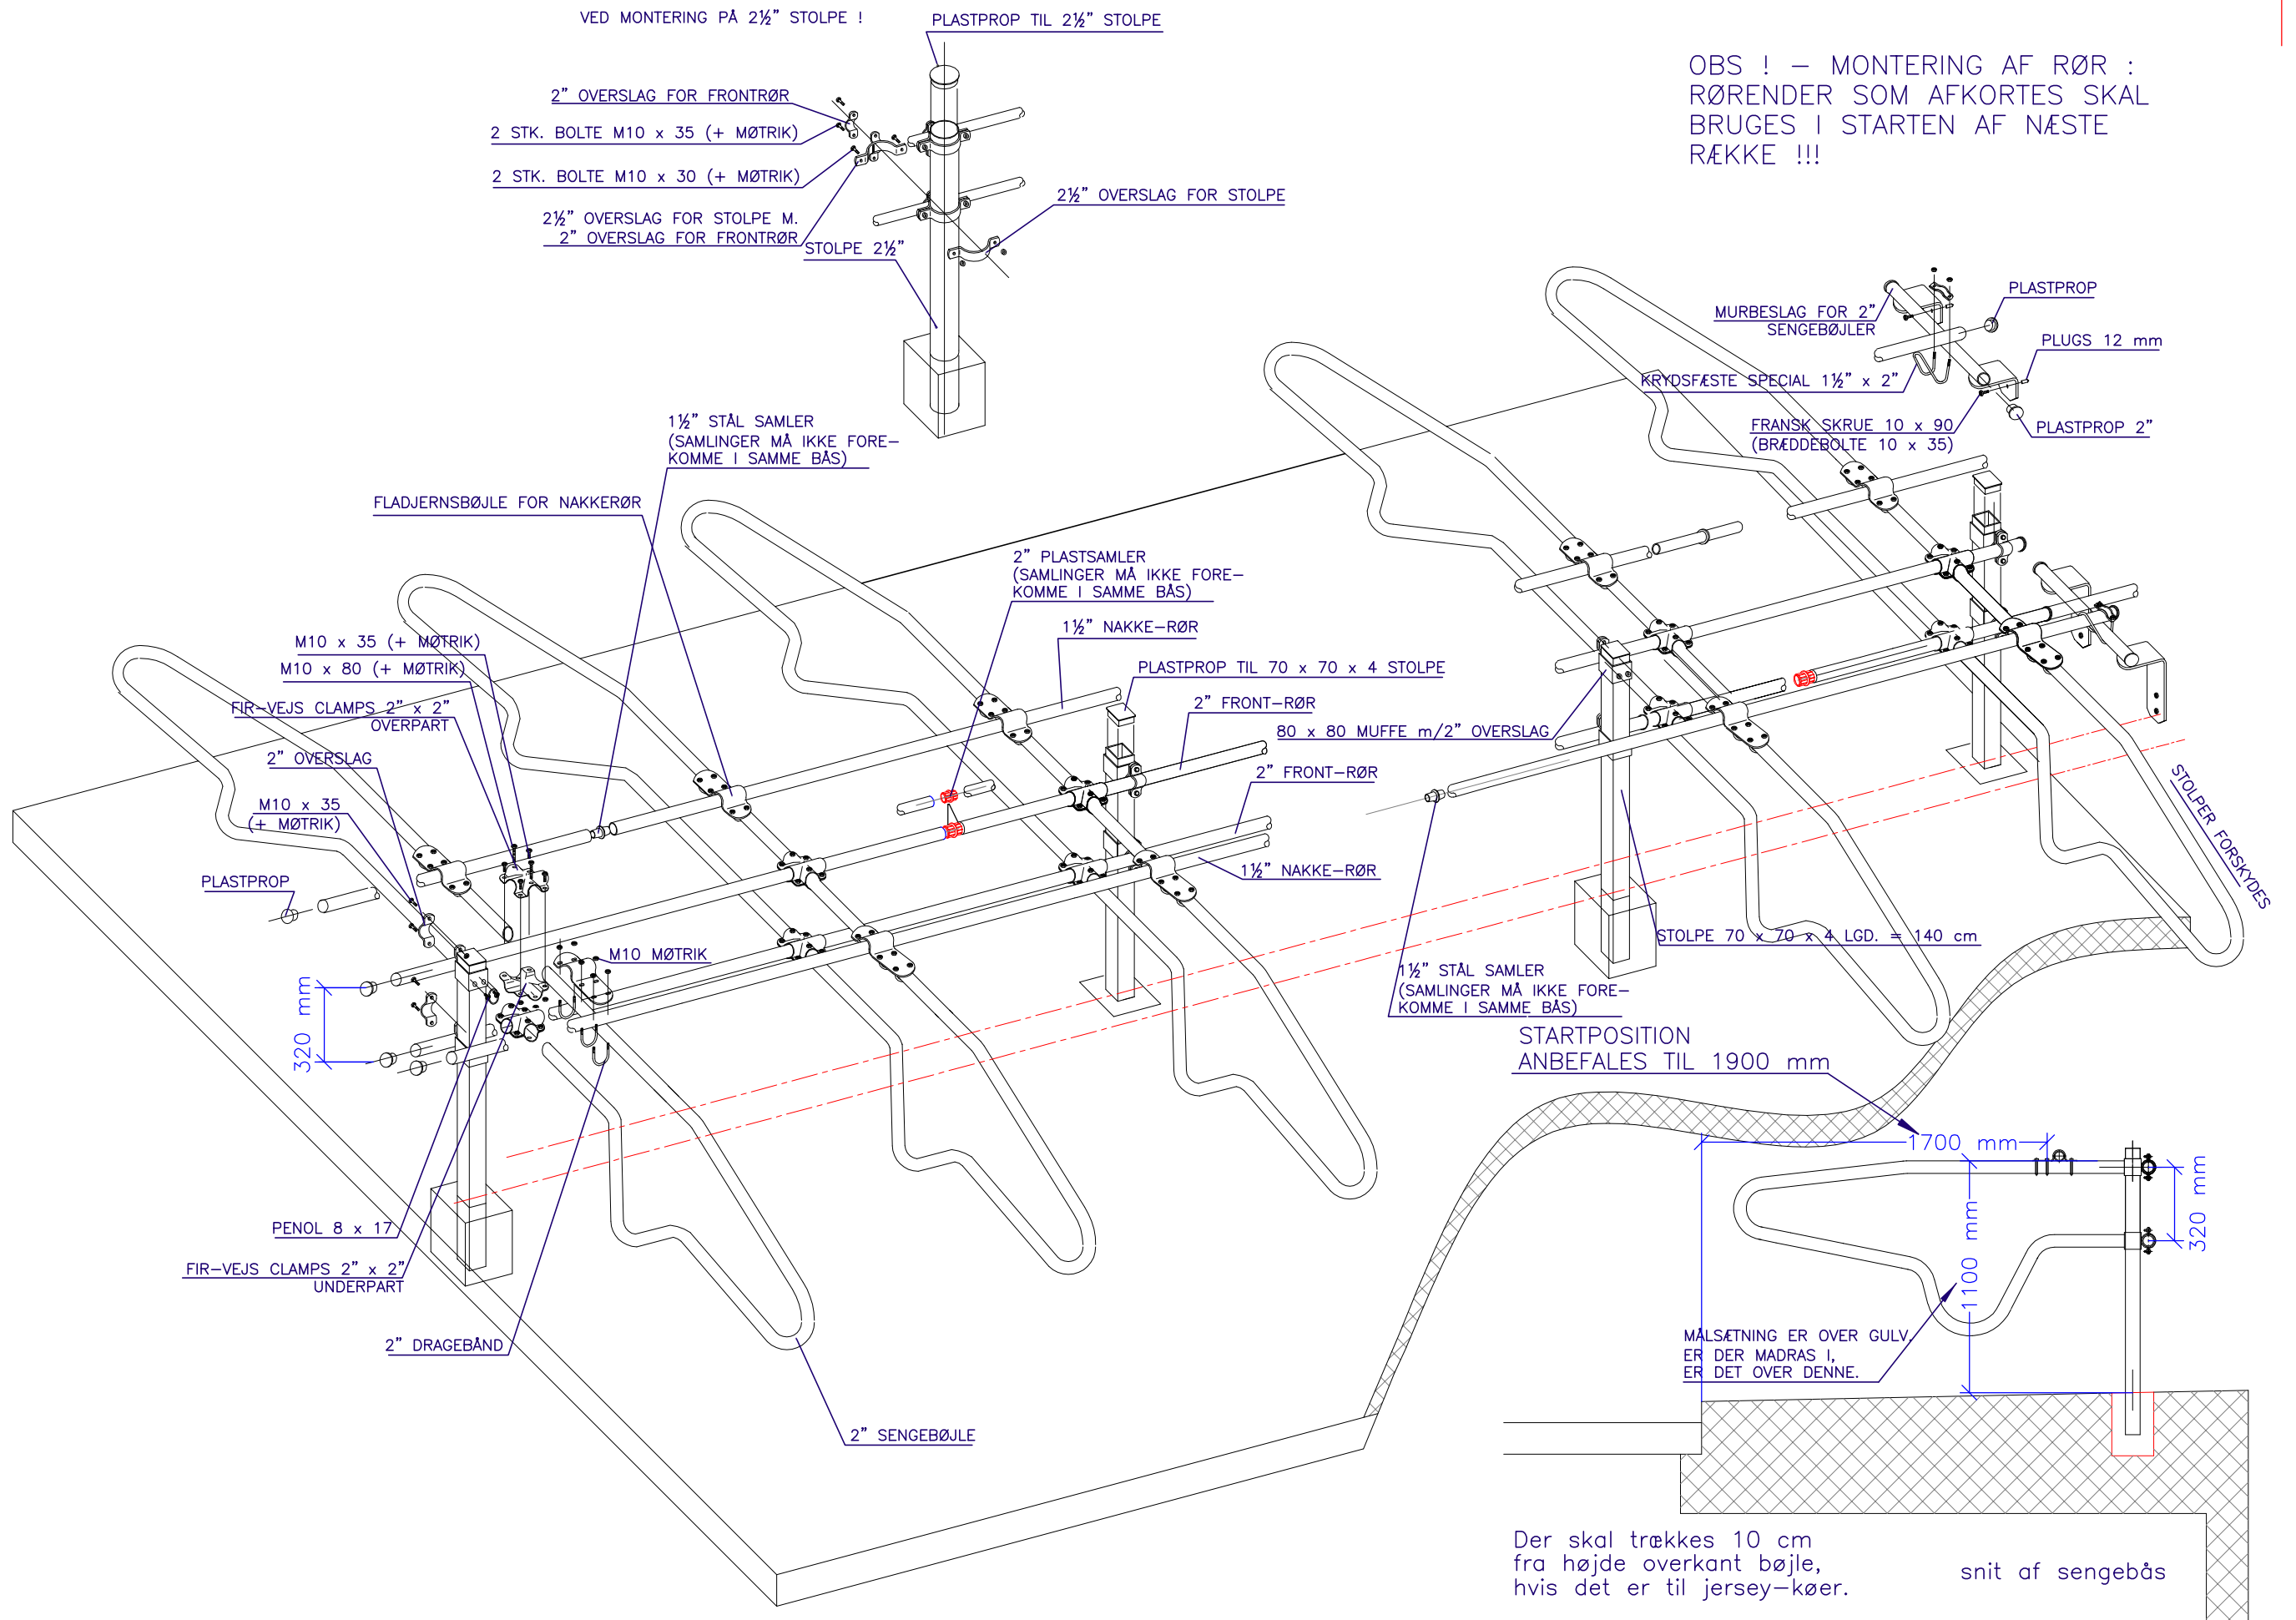 VED MONTERING PÅ 2½” STOLPE !
PLASTPROP TIL 2½” STOLPE
2” OVERSLAG FOR FRONTRØR
2 STK. BOLTE M10 x 35 (+ MØTRIK)
2 STK. BOLTE M10 x 30 (+ MØTRIK)
2½” OVERSLAG FOR STOLPE M.
2” OVERSLAG FOR FRONTRØR
STOLPE 2½”
2½” OVERSLAG FOR STOLPE
OBS ! – MONTERING AF RØR :
RØRENDER SOM AFKORTES SKAL
BRUGES I STARTEN AF NÆSTE
RÆKKE !!!
MURBESLAG FOR 2”
SENGEBØJLER
PLASTPROP
PLUGS 12 mm
KRYDSFÆSTE SPECIAL 1½” x 2”
FRANSK SKRUE 10 x 90
(BRÆDDEBOLTE 10 x 35)
PLASTPROP 2”
1½” STÅL SAMLER
(SAMLINGER MÅ IKKE FORE–
KOMME I SAMME BÅS)
FLADJERNSBØJLE FOR NAKKERØR
2” PLASTSAMLER
(SAMLINGER MÅ IKKE FORE–
KOMME I SAMME BÅS)
1½” NAKKE–RØR
PLASTPROP TIL 70 x 70 x 4 STOLPE
2” FRONT–RØR
80 x 80 MUFFE m/2” OVERSLAG
2” FRONT–RØR
1½” NAKKE–RØR
M10 x 35 (+ MØTRIK)
M10 x 80 (+ MØTRIK)
FIR–VEJS CLAMPS 2” x 2”
OVERPART
2” OVERSLAG
M10 x 35
(+ MØTRIK)
PLASTPROP
M10 MØTRIK
320 mm
STOLPER FORSKYDES
STOLPE 70 x 70 x 4 LGD. = 140 cm
1½” STÅL SAMLER
(SAMLINGER MÅ IKKE FORE–
KOMME I SAMME BÅS)
STARTPOSITION
ANBEFALES TIL 1900 mm
1700 mm
1100 mm
320 mm
PENOL 8 x 17
FIR–VEJS CLAMPS 2” x 2”
UNDERPART
2” DRAGEBÅND
2” SENGEBØJLE
MÅLSÆTNING ER OVER GULV.
ER DER MADRAS I,
ER DET OVER DENNE.
Der skal trækkes 10 cm
fra højde overkant bøjle,
hvis det er til jersey–køer.
snit af sengebås